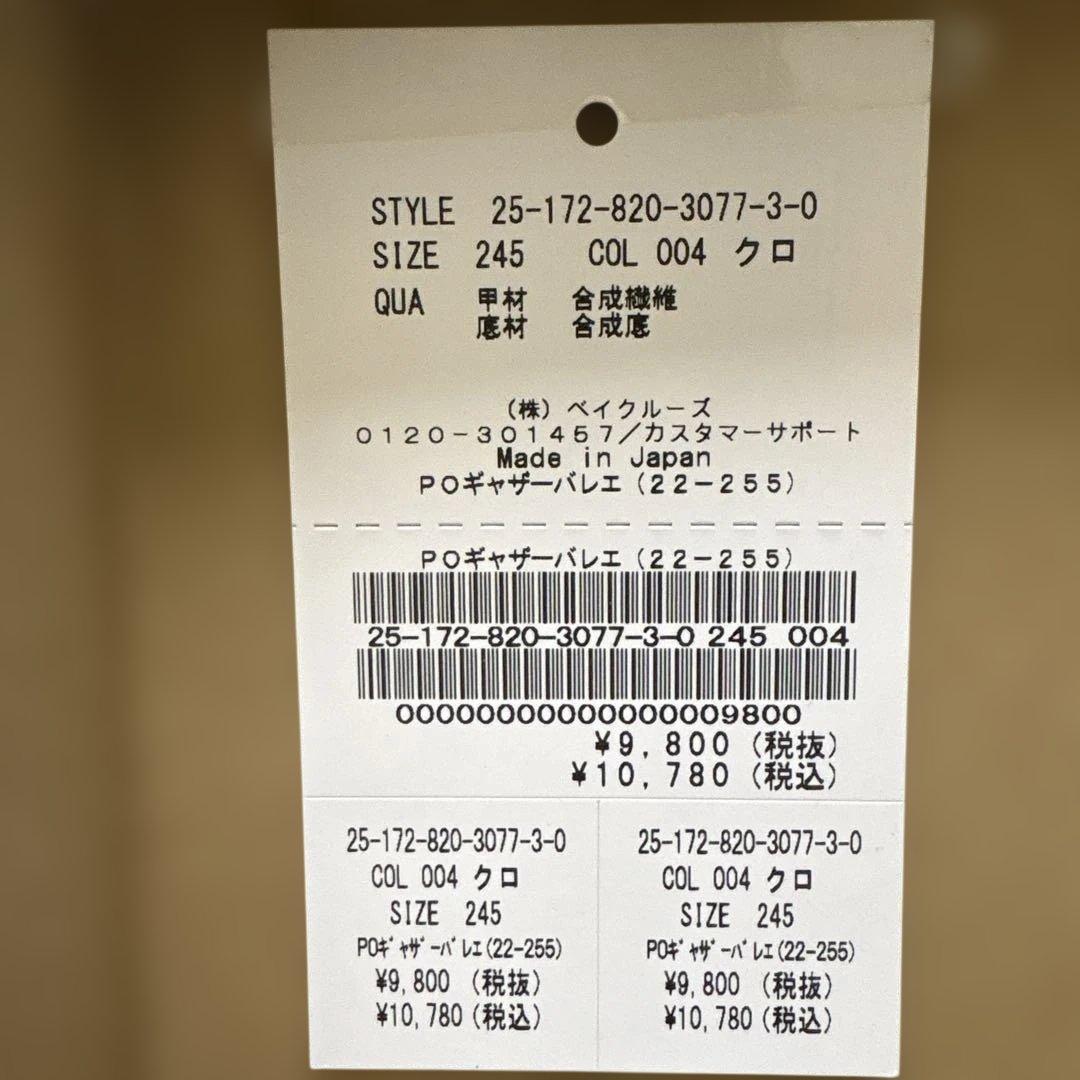 STYLE 25-172-820-3077-3-0
SIZE 245 COL 004 クロ
QUA 甲材 合成繊維
底材 合成底
(株)ベイクルーズ
0120-301457/カスタマーサポート
Made in Japan
POギャザーバレエ(22-255)
POギャザーバレエ(22-255)
25-172-820-3077-3-0 245 004
00000000000000009800
¥9,800(税抜)
¥10,780(税込)
25-172-820-3077-3-0
COL 004 クロ
SIZE 245
POギャザーバレエ(22-255)
¥9,800 (税抜)
¥10,780(税込)
25-172-820-3077-3-0
COL 004 クロ
SIZE 245
POギャザーバレエ(22-255)
¥9,800 (税抜)
¥10,780(税込)